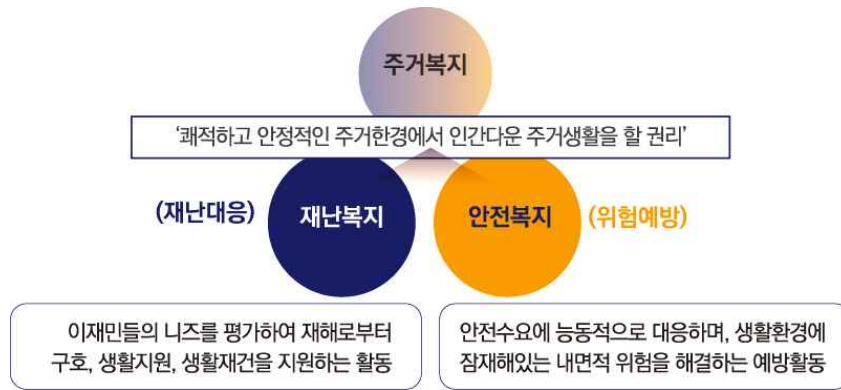 주거복지
‘쾌적하고 안정적인 주거한경에서 인간다운 주거생활을 할 권리’
(재난대응) 재난복지 안전복지 (위험예방)
이재민들의 니즈를 평가하여 재해로부터
구호, 생활지원, 생활재건을 지원하는 활동
안전수요에 능동적으로 대응하며, 생활환경에
잠재해있는 내면적 위험을 해결하는 예방활동